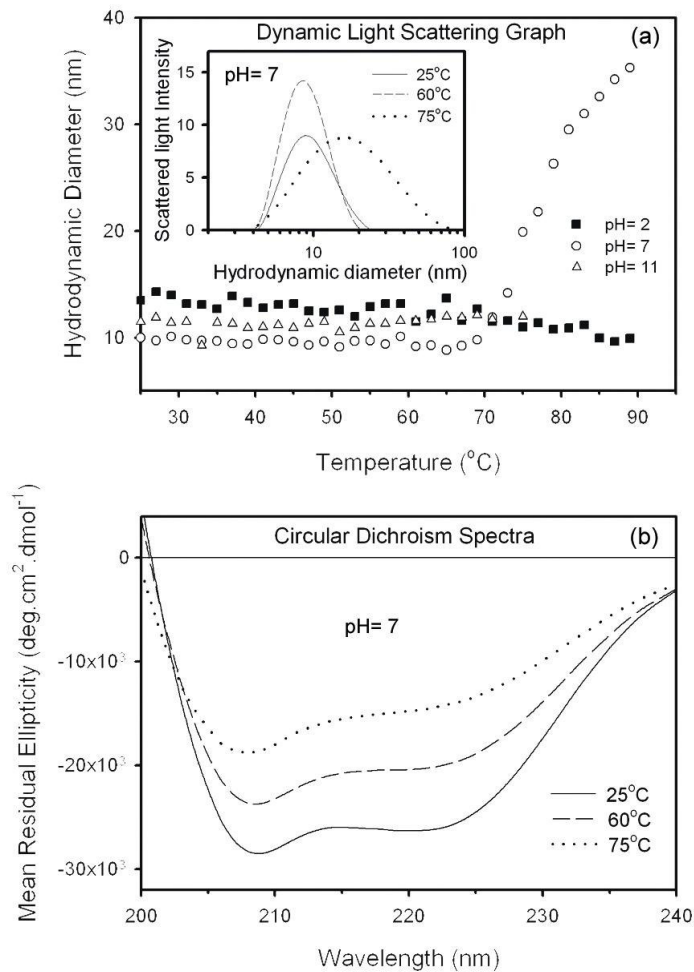 Dynamic Light Scattering Graph
(a)
Hydrodynamic Diameter (nm)
40
30
20
10
pH= 7
25°C
60°C
75°C
Scattered light Intensity
15
10
5
0
10
100
Hydrodynamic diameter (nm)
pH= 2
pH= 7
pH= 11
30
40
50
60
70
80
90
Temperature (°C)
Circular Dichroism Spectra
(b)
Mean Residual Ellipticity (deg.cm².dmol⁻¹)
0
-10x10³
-20x10³
-30x10³
pH= 7
25°C
60°C
75°C
200
210
220
230
240
Wavelength (nm)